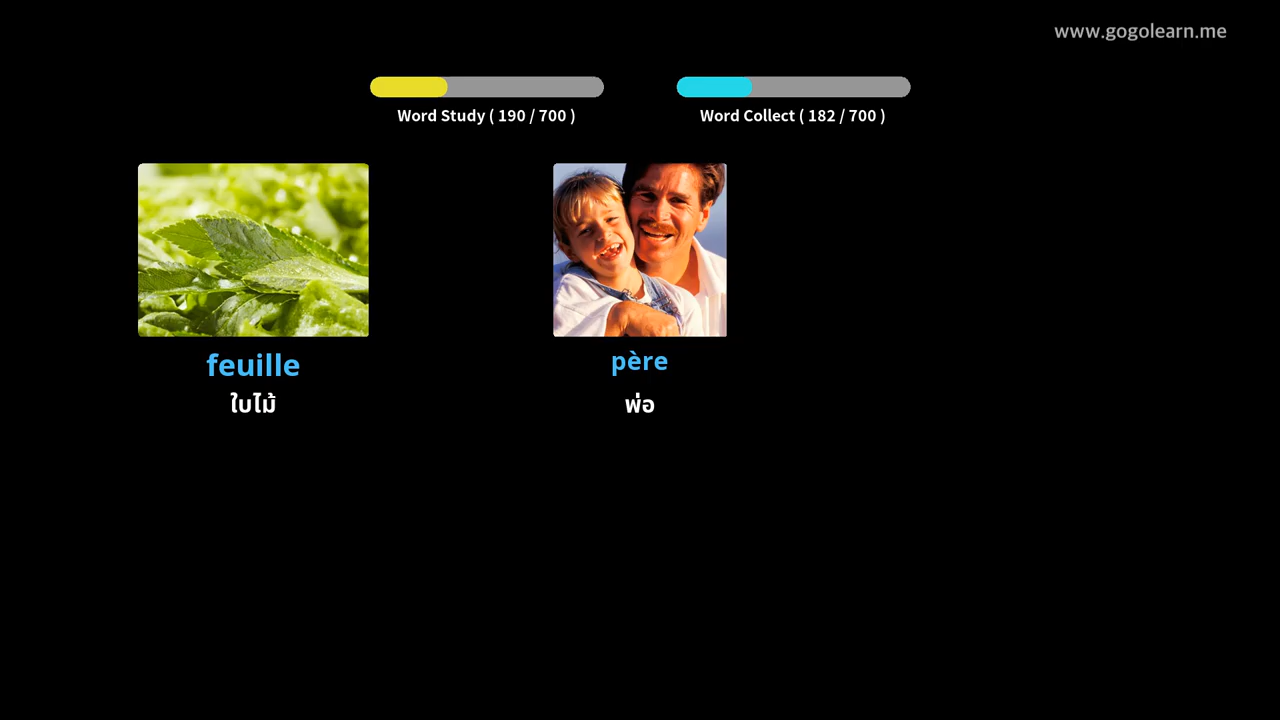 www.gogolearn.me
Word Study ( 190 / 700 )
Word Collect ( 182 / 700 )
feuille
ใบไม้
père
พ่อ